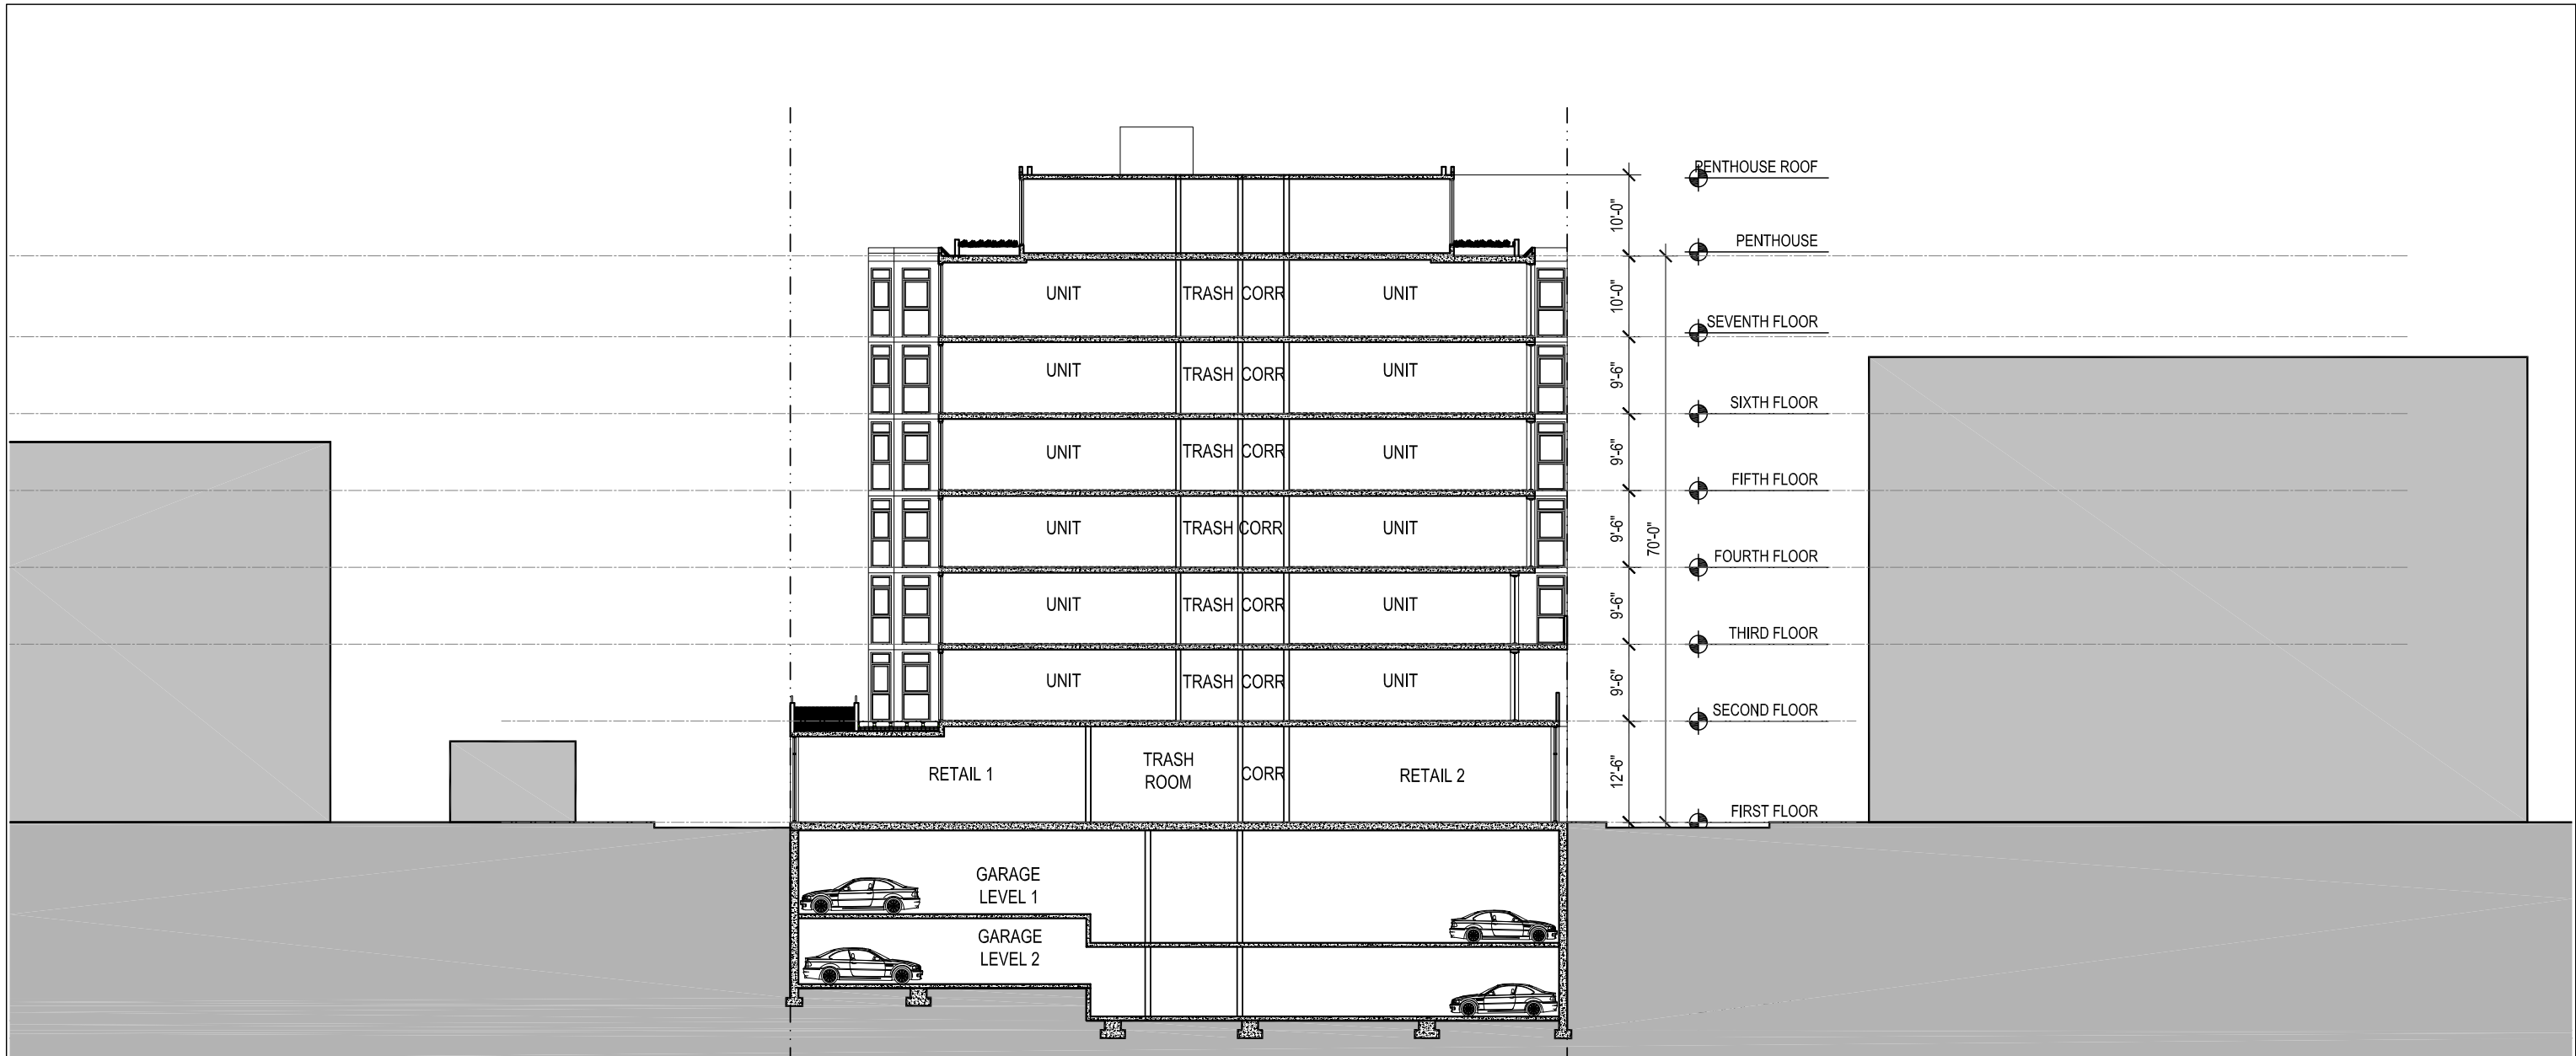 PENTHOUSE ROOF
10'-0"
PENTHOUSE
UNIT TRASH CORR UNIT
10'-0"
SEVENTH FLOOR
UNIT TRASH CORR UNIT
9'-6"
SIXTH FLOOR
UNIT TRASH CORR UNIT
9'-6"
FIFTH FLOOR
UNIT TRASH CORR UNIT
9'-6"
70'-0"
FOURTH FLOOR
UNIT TRASH CORR UNIT
9'-6"
THIRD FLOOR
UNIT TRASH CORR UNIT
9'-6"
SECOND FLOOR
RETAIL 1
TRASH
ROOM
CORR
RETAIL 2
12'-6"
FIRST FLOOR
GARAGE
LEVEL 1
GARAGE
LEVEL 2